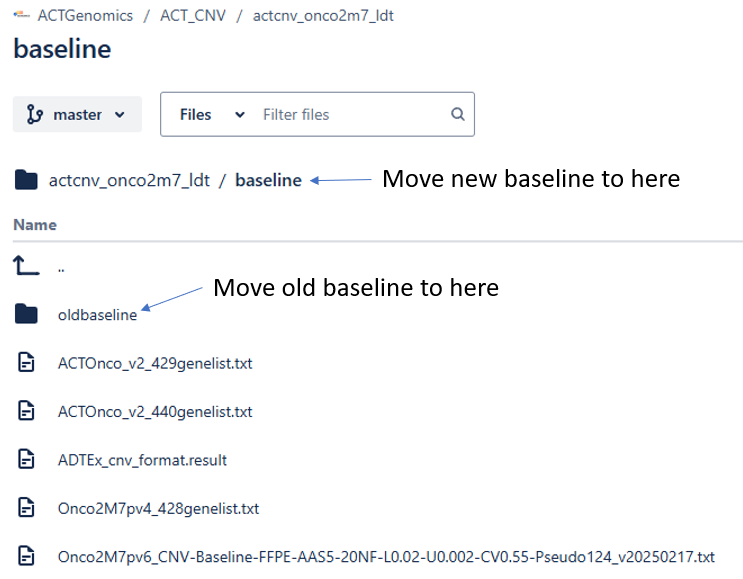 ACTGenomics / ACT_CNV / actcnv_onco2m7_ldt
baseline
master Files Filter files
actcnv_onco2m7_ldt / baseline Move new baseline to here
Name
..
Move old baseline to here
oldbaseline
ACTOnco_v2_429genelist.txt
ACTOnco_v2_440genelist.txt
ADTEx_cnv_format.result
Onco2M7pv4_428genelist.txt
Onco2M7pv6_CNV-Baseline-FFPE-AAS5-20NF-L0.02-U0.002-CV0.55-Pseudo124_v20250217.txt